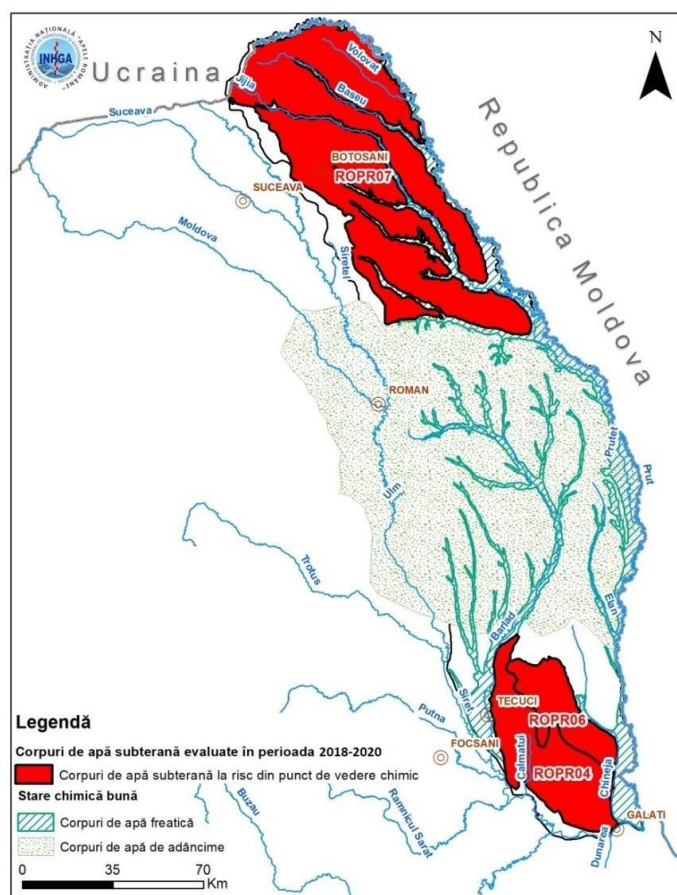 ADMINISTRAȚIA NAȚIONALĂ "APELE ROMÂNE"
INHGA
N
Ucraina
Republica Moldova
Volovat
Jijia
Baseu
Suceava
BOTOSANI
ROPR07
SUCEAVA
Moldova
Siretel
ROMAN
Prutet
Prut
Ulm
Trotus
Elan
Barlad
Siret
TECUCI
ROPR06
Putna
FOCSANI
Calmatui
ROPR04
Chineja
Buzau
Ramnicul Sarat
Dunarea
GALATI
Legendă
Corpuri de apă subterană evaluate în perioada 2018-2020
Corpuri de apă subterană la risc din punct de vedere chimic
Stare chimică bună
Corpuri de apă freatică
Corpuri de apă de adâncime
0 35 70
Km